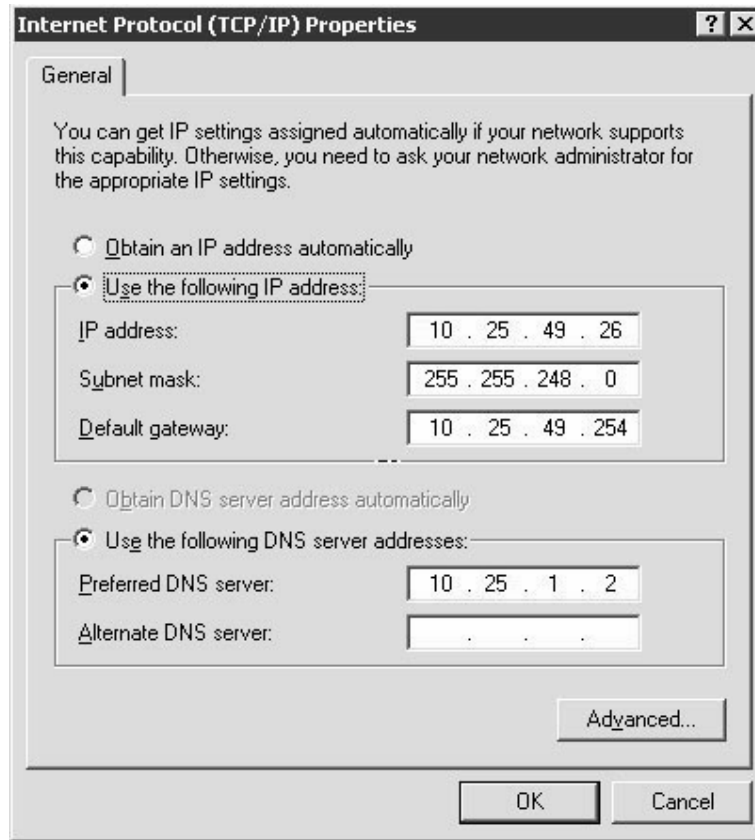 Internet Protocol (TCP/IP) Properties ? X
General
You can get IP settings assigned automatically if your network supports
this capability. Otherwise, you need to ask your network administrator for
the appropriate IP settings.
Obtain an IP address automatically
Use the following IP address:
IP address: 10 . 25 . 49 . 26
Subnet mask: 255 . 255 . 248 . 0
Default gateway: 10 . 25 . 49 . 254
Obtain DNS server address automatically
Use the following DNS server addresses:
Preferred DNS server: 10 . 25 . 1 . 2
Alternate DNS server: . . .
Advanced...
OK Cancel